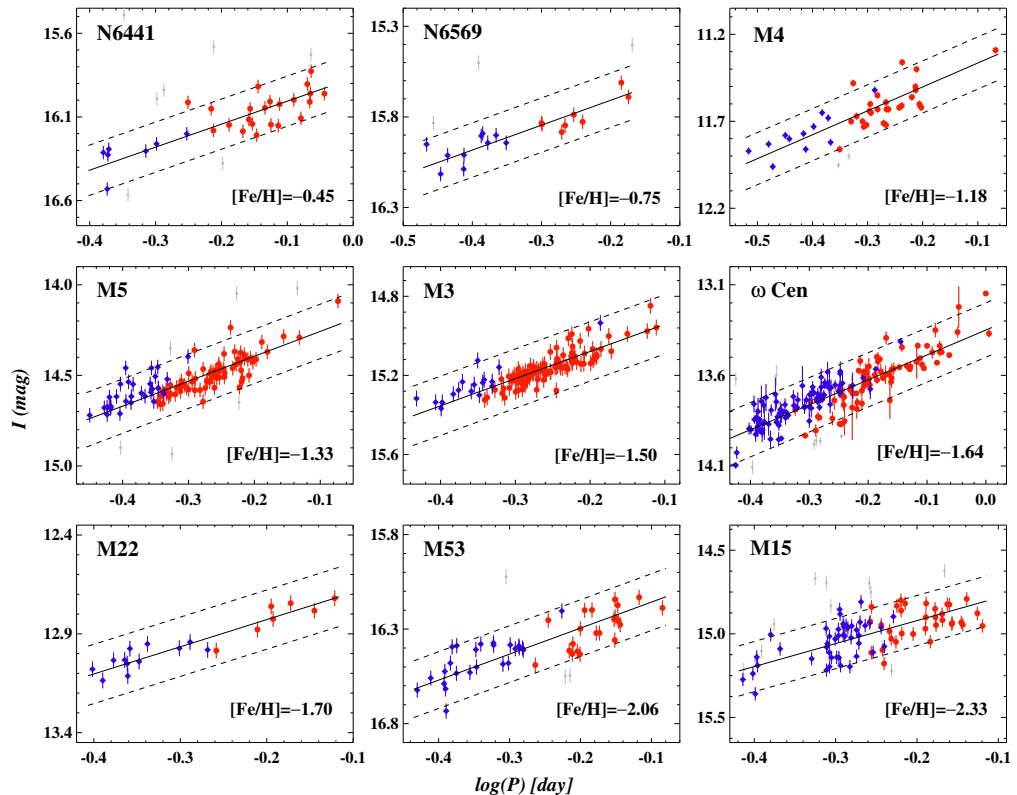 N6441
15.6
16.1
16.6
[Fe/H]=−0.45
-0.4 -0.3 -0.2 -0.1 0.0
N6569
15.3
15.8
16.3
[Fe/H]=−0.75
-0.5 -0.4 -0.3 -0.2 -0.1
M4
11.2
11.7
12.2
[Fe/H]=−1.18
-0.5 -0.4 -0.3 -0.2 -0.1
I (mag)
M5
14.0
14.5
15.0
[Fe/H]=−1.33
-0.4 -0.3 -0.2 -0.1
M3
14.8
15.2
15.6
[Fe/H]=−1.50
-0.4 -0.3 -0.2 -0.1
ω Cen
13.1
13.6
14.1
[Fe/H]=−1.64
-0.4 -0.3 -0.2 -0.1 0.0
M22
12.4
12.9
13.4
[Fe/H]=−1.70
-0.4 -0.3 -0.2 -0.1
M53
15.8
16.3
16.8
[Fe/H]=−2.06
-0.4 -0.3 -0.2 -0.1
M15
14.5
15.0
15.5
[Fe/H]=−2.33
-0.4 -0.3 -0.2 -0.1
log(P) [day]